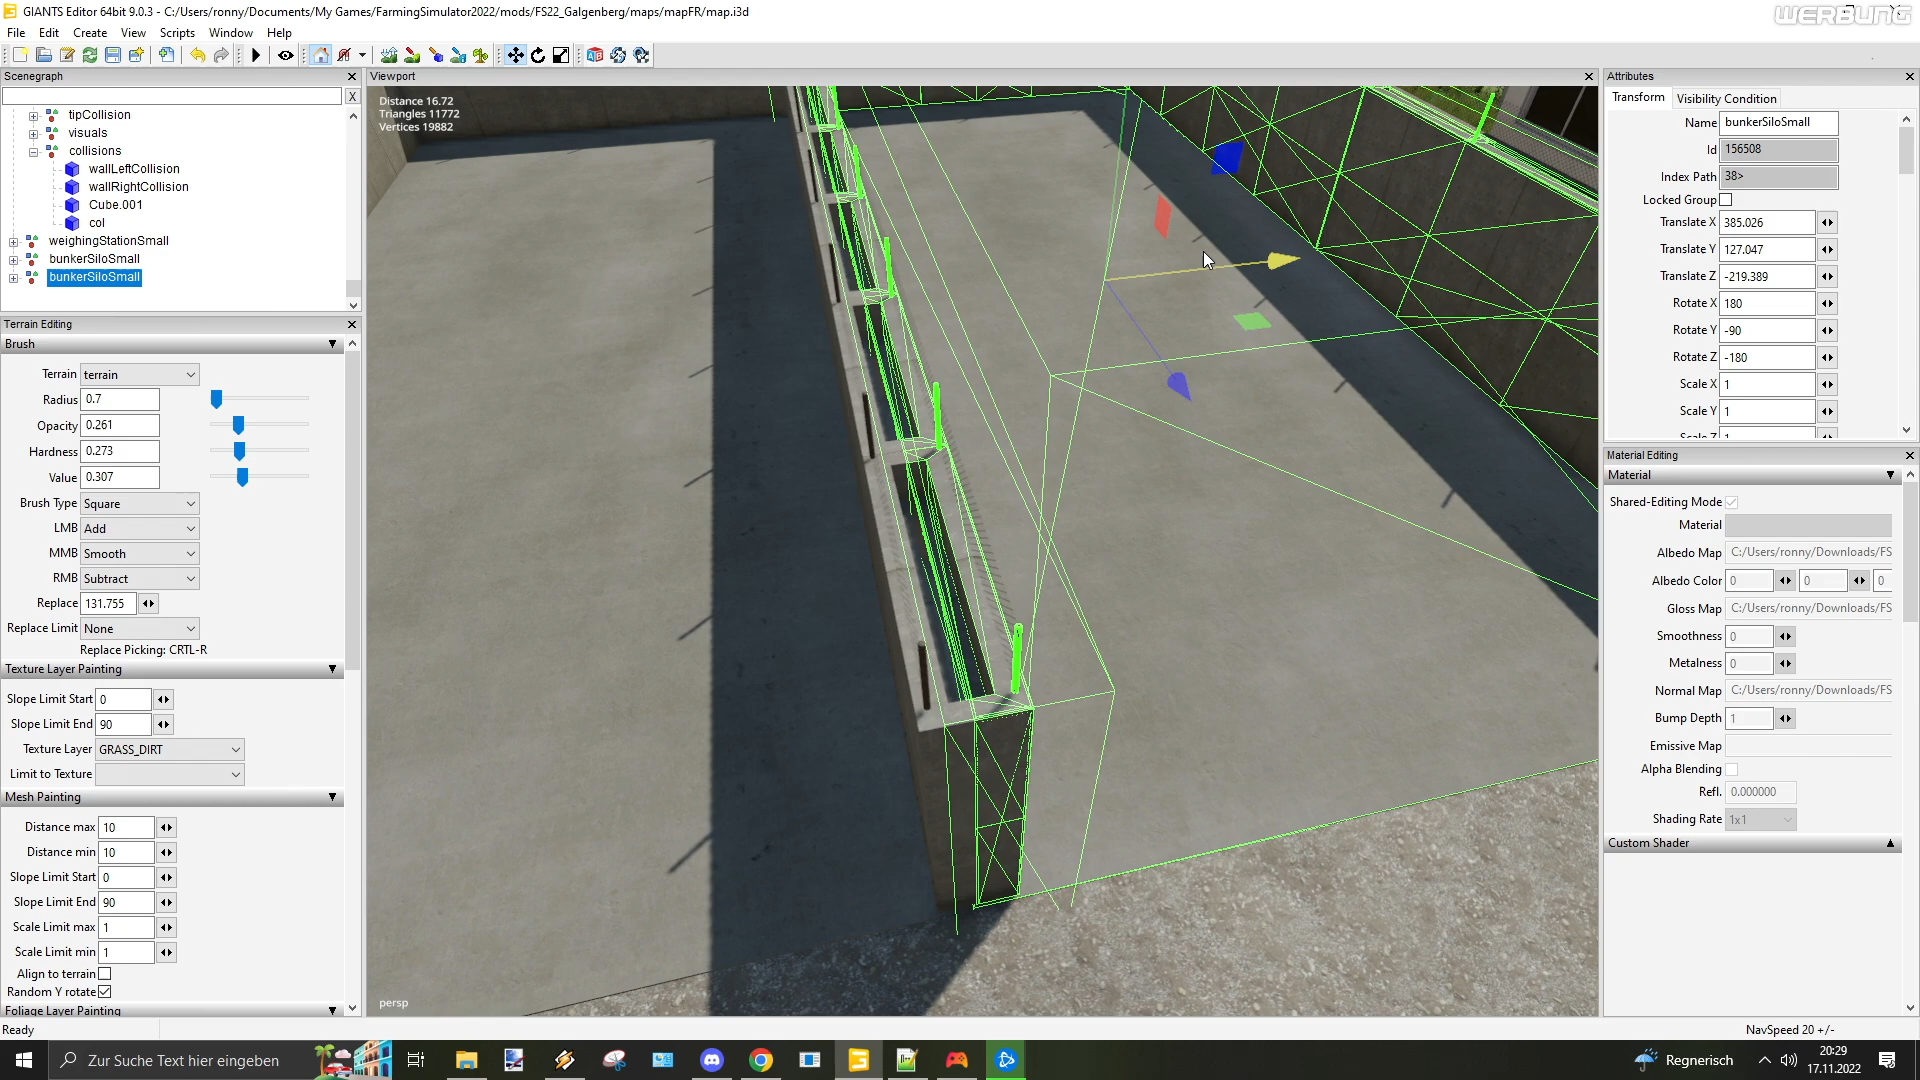 GIANTS Editor 64bit 9.0.3 - C:/Users/ronny/Documents/My Games/FarmingSimulator2022/mods/FS22_Galgenberg/maps/mapFR/map.i3d
WERBUNG
File Edit Create View Scripts Window Help
Scenegraph
X
tipCollision
visuals
collisions
wallLeftCollision
wallRightCollision
Cube.001
col
weighingStationSmall
bunkerSiloSmall
bunkerSiloSmall
Terrain Editing
Brush
Terrain terrain
Radius 0.7
Opacity 0.261
Hardness 0.273
Value 0.307
Brush Type Square
LMB Add
MMB Smooth
RMB Subtract
Replace 131.755
Replace Limit None
Replace Picking: CRTL-R
Texture Layer Painting
Slope Limit Start 0
Slope Limit End 90
Texture Layer GRASS_DIRT
Limit to Texture
Mesh Painting
Distance max 10
Distance min 10
Slope Limit Start 0
Slope Limit End 90
Scale Limit max 1
Scale Limit min 1
Align to terrain
Random Y rotate
Foliage Layer Painting
Viewport
Distance 16.72
Triangles 11772
Vertices 19882
persp
Attributes
Transform Visibility Condition
Name bunkerSiloSmall
Id 156508
Index Path 38>
Locked Group
Translate X 385.026
Translate Y 127.047
Translate Z -219.389
Rotate X 180
Rotate Y -90
Rotate Z -180
Scale X 1
Scale Y 1
Scale Z 1
Material Editing
Material
Shared-Editing Mode
Material
Albedo Map C:/Users/ronny/Downloads/FS
Albedo Color 0 0 0
Gloss Map C:/Users/ronny/Downloads/FS
Smoothness 0
Metalness 0
Normal Map C:/Users/ronny/Downloads/FS
Bump Depth 1
Emissive Map
Alpha Blending
Refl. 0.000000
Shading Rate 1x1
Custom Shader
Ready
NavSpeed 20 +/-
Zur Suche Text hier eingeben
Regnerisch
20:29
17.11.2022